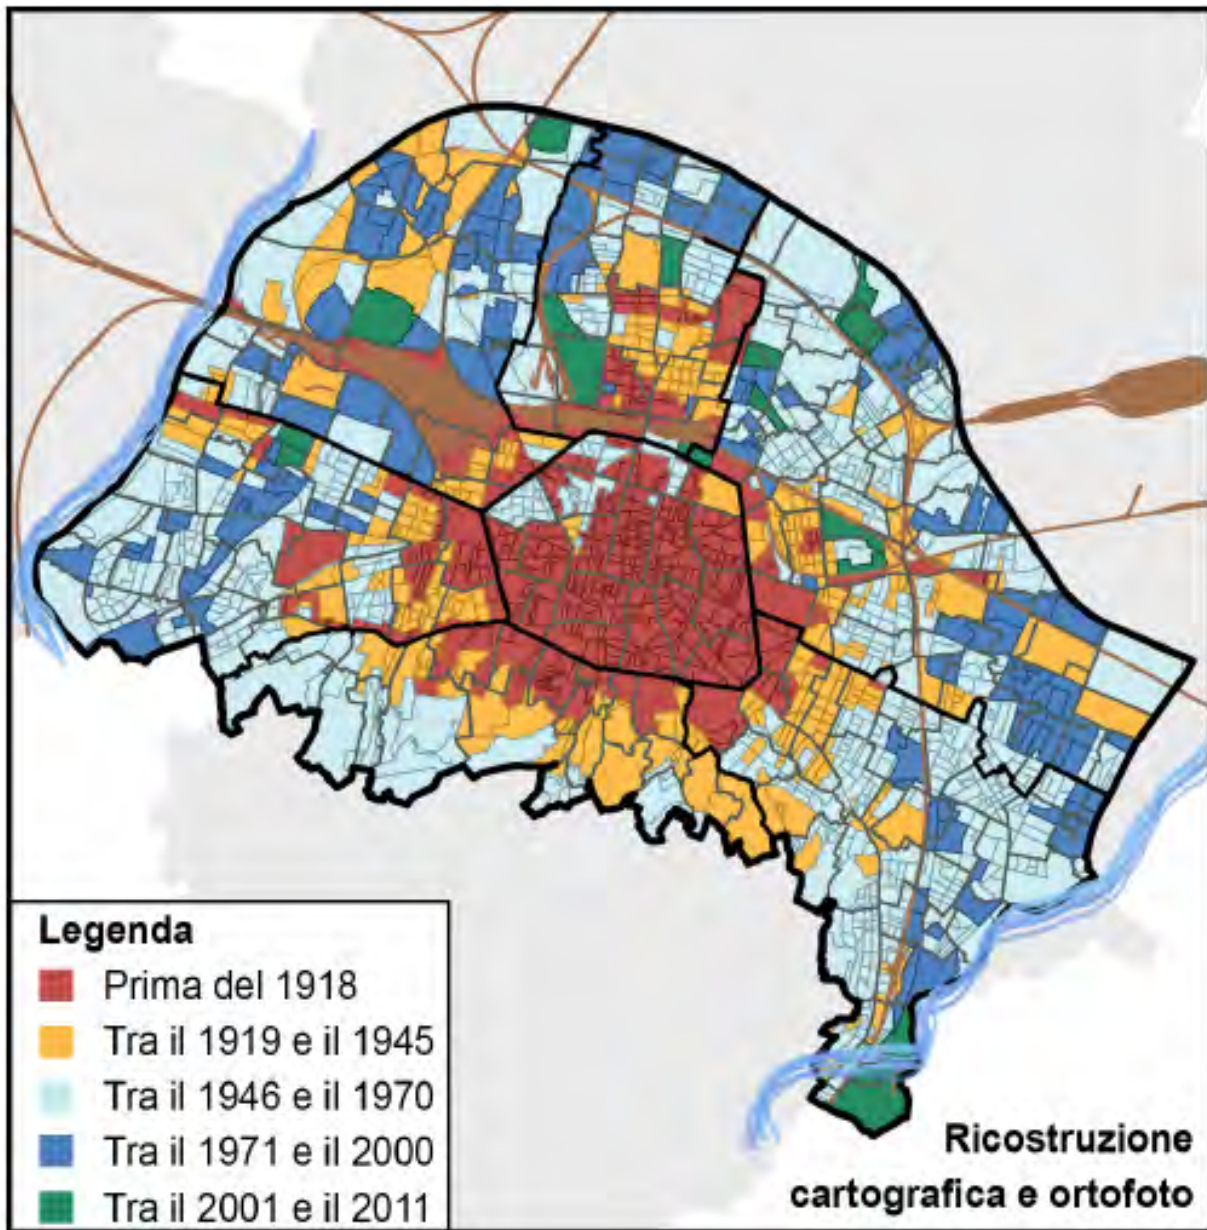 Legenda
Prima del 1918
Tra il 1919 e il 1945
Tra il 1946 e il 1970
Tra il 1971 e il 2000
Tra il 2001 e il 2011
Ricostruzione
cartografica e ortofoto